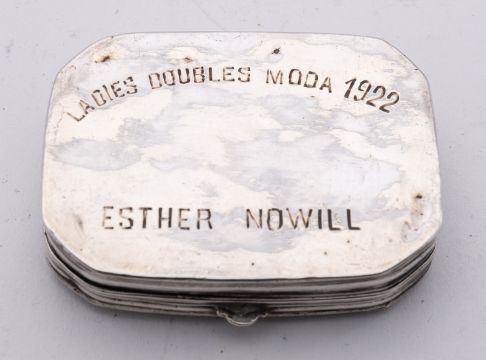 LADIES DOUBLES MODA 1922
ESTHER NOWILL